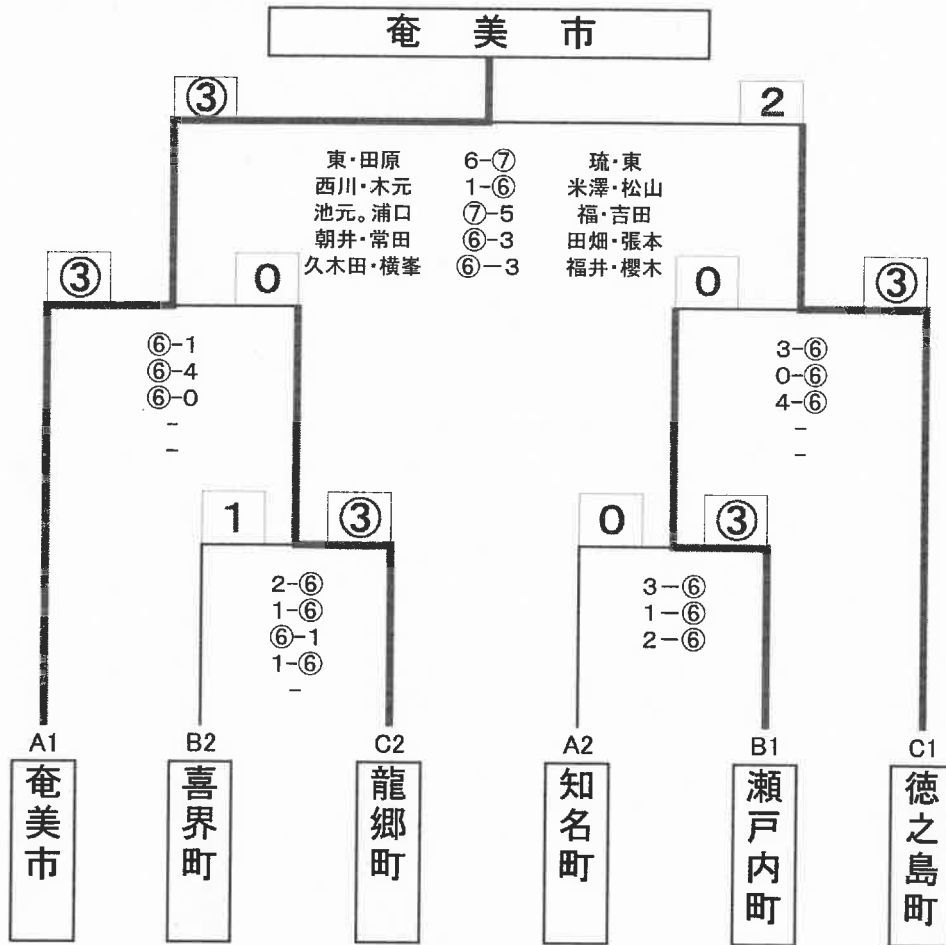 奄美市
③ 2
東・田原 6-⑦ 琉・東
西川・木元 1-⑥ 米澤・松山
池元。浦口 ⑦-5 福・吉田
朝井・常田 ⑥-3 田畑・張本
久木田・横峯 ⑥-3 福井・櫻木
③ 0 0 ③
⑥-1 3-⑥
⑥-4 0-⑥
⑥-0 4-⑥
- -
- -
1 ③ 0 ③
2-⑥ 3-⑥
1-⑥ 1-⑥
⑥-1 2-⑥
1-⑥
-
A1 B2 C2 A2 B1 C1
奄美市
喜界町
龍郷町
知名町
瀬戸内町
徳之島町